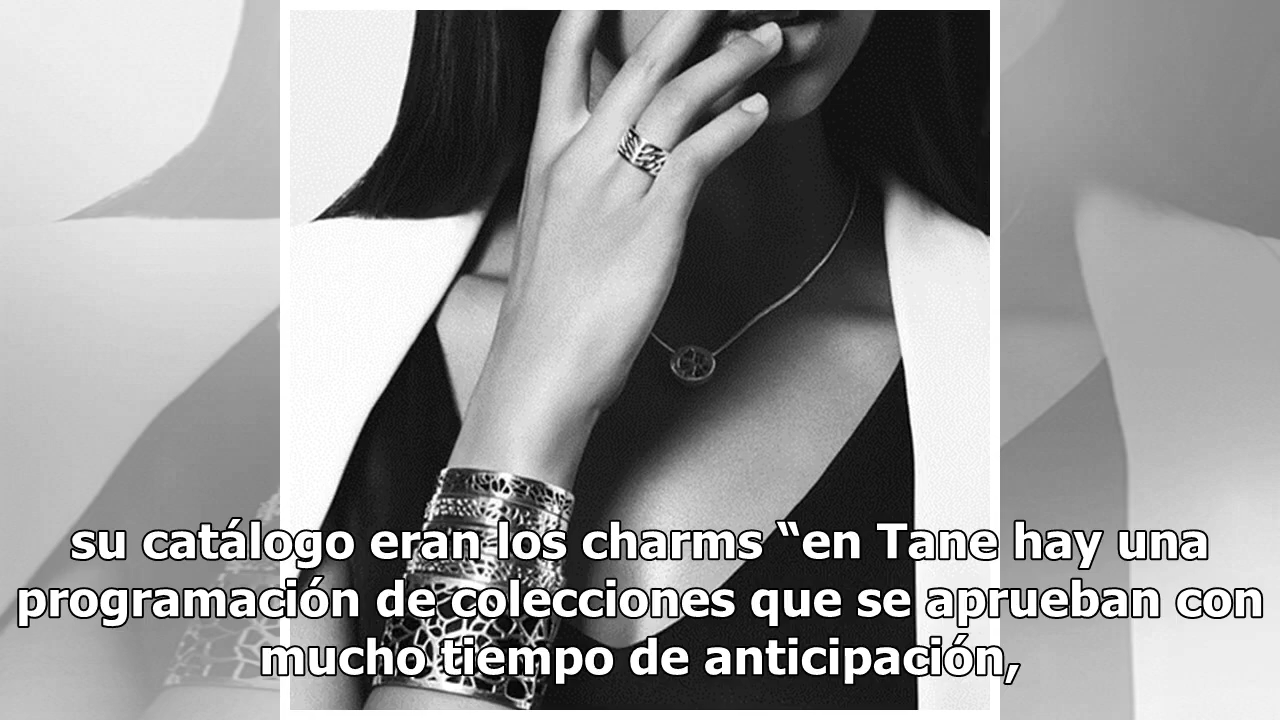 su catálogo eran los charms “en Tane hay una
programación de colecciones que se aprueban con
mucho tiempo de anticipación,